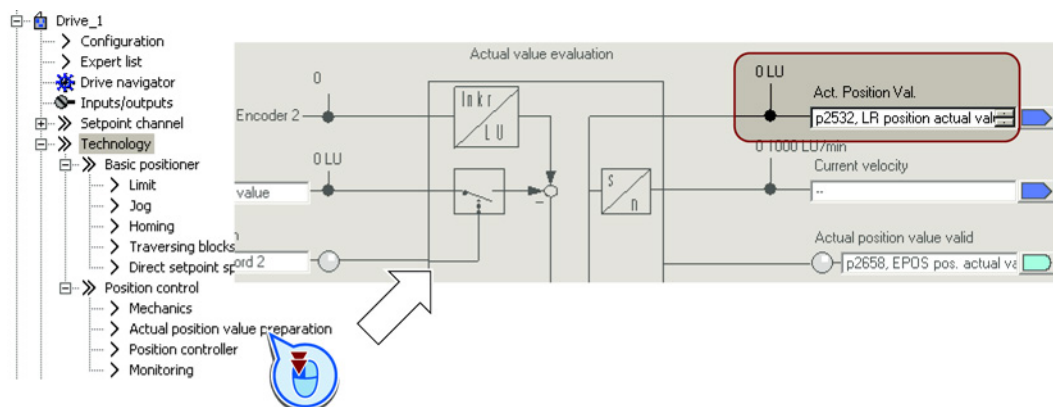 Drive_1
Configuration
Expert list
Drive navigator
Inputs/outputs
Setpoint channel
Technology
Basic positioner
Limit
Jog
Homing
Traversing blocks
Direct setpoint sp
Position control
Mechanics
Actual position value preparation
Position controller
Monitoring
Actual value evaluation
0
Encoder 2
Inkr
LU
0 LU
value
ord 2
s
n
0 LU
Act. Position Val.
p2532, LR position actual valu
0 1000 LU/min
Current velocity
--
Actual position value valid
p2658, EPOS pos. actual va